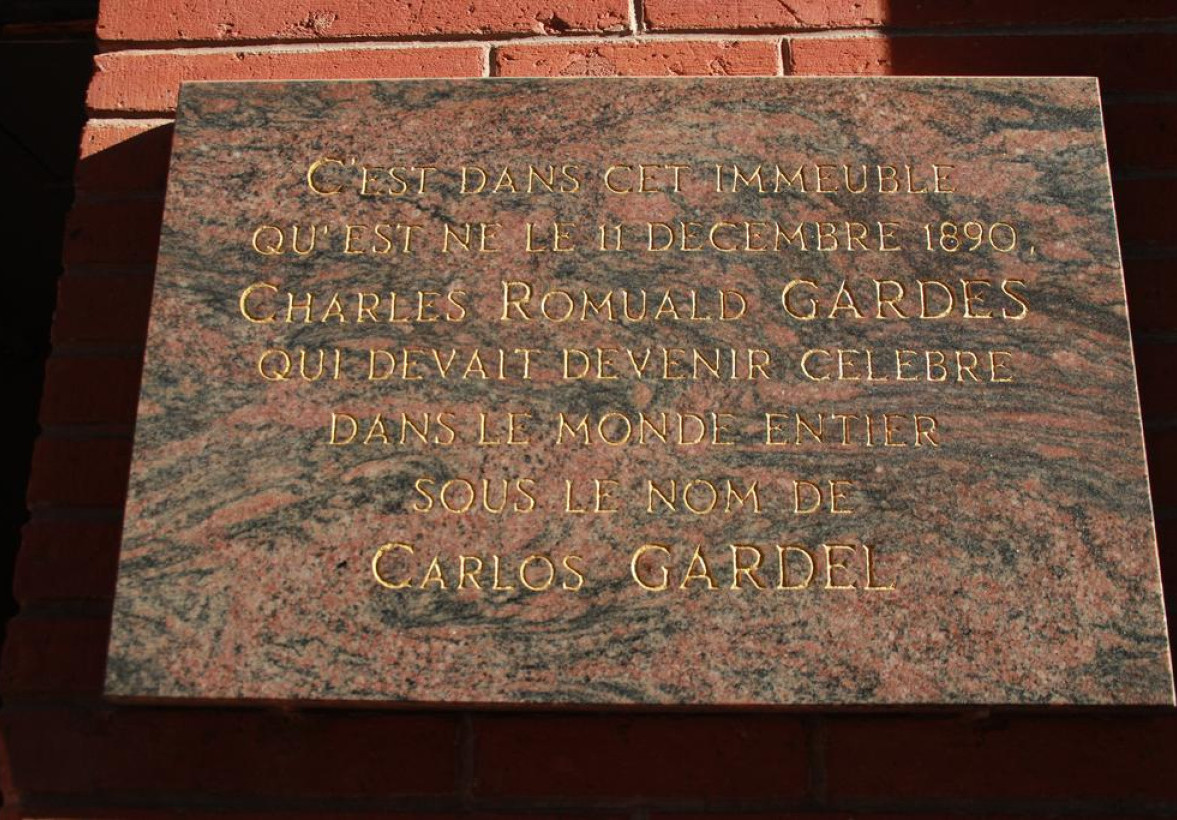 C'EST DANS CET IMMEUBLE
QU'EST NE LE 11 DECEMBRE 1890,
CHARLES ROMUALD GARDES
QUI DEVAIT DEVENIR CELEBRE
DANS LE MONDE ENTIER
SOUS LE NOM DE
CARLOS GARDEL